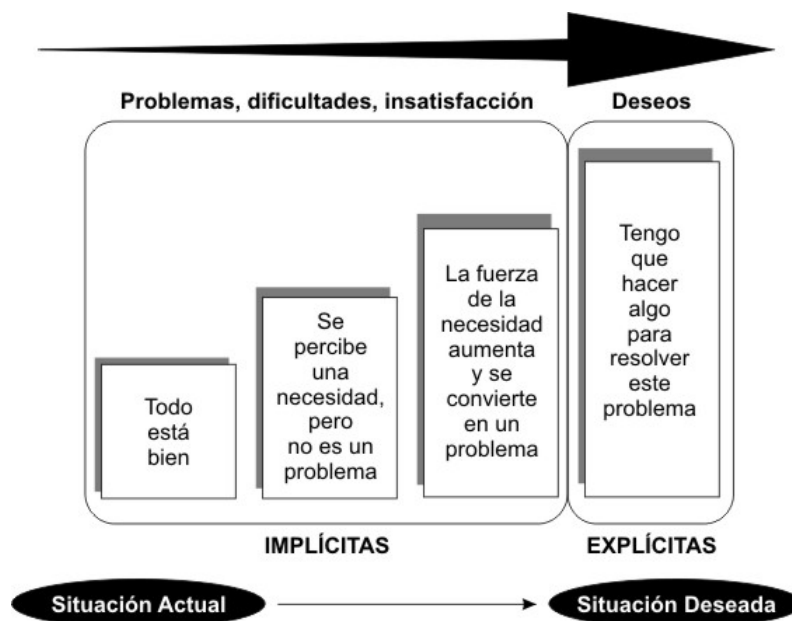 Problemas, dificultades, insatisfacción
Deseos
Todo
está
bien
Se
percibe
una
necesidad,
pero
no es un
problema
La fuerza
de la
necesidad
aumenta
y se
convierte
en un
problema
Tengo
que
hacer
algo
para
resolver
este
problema
IMPLÍCITAS
EXPLÍCITAS
Situación Actual
Situación Deseada